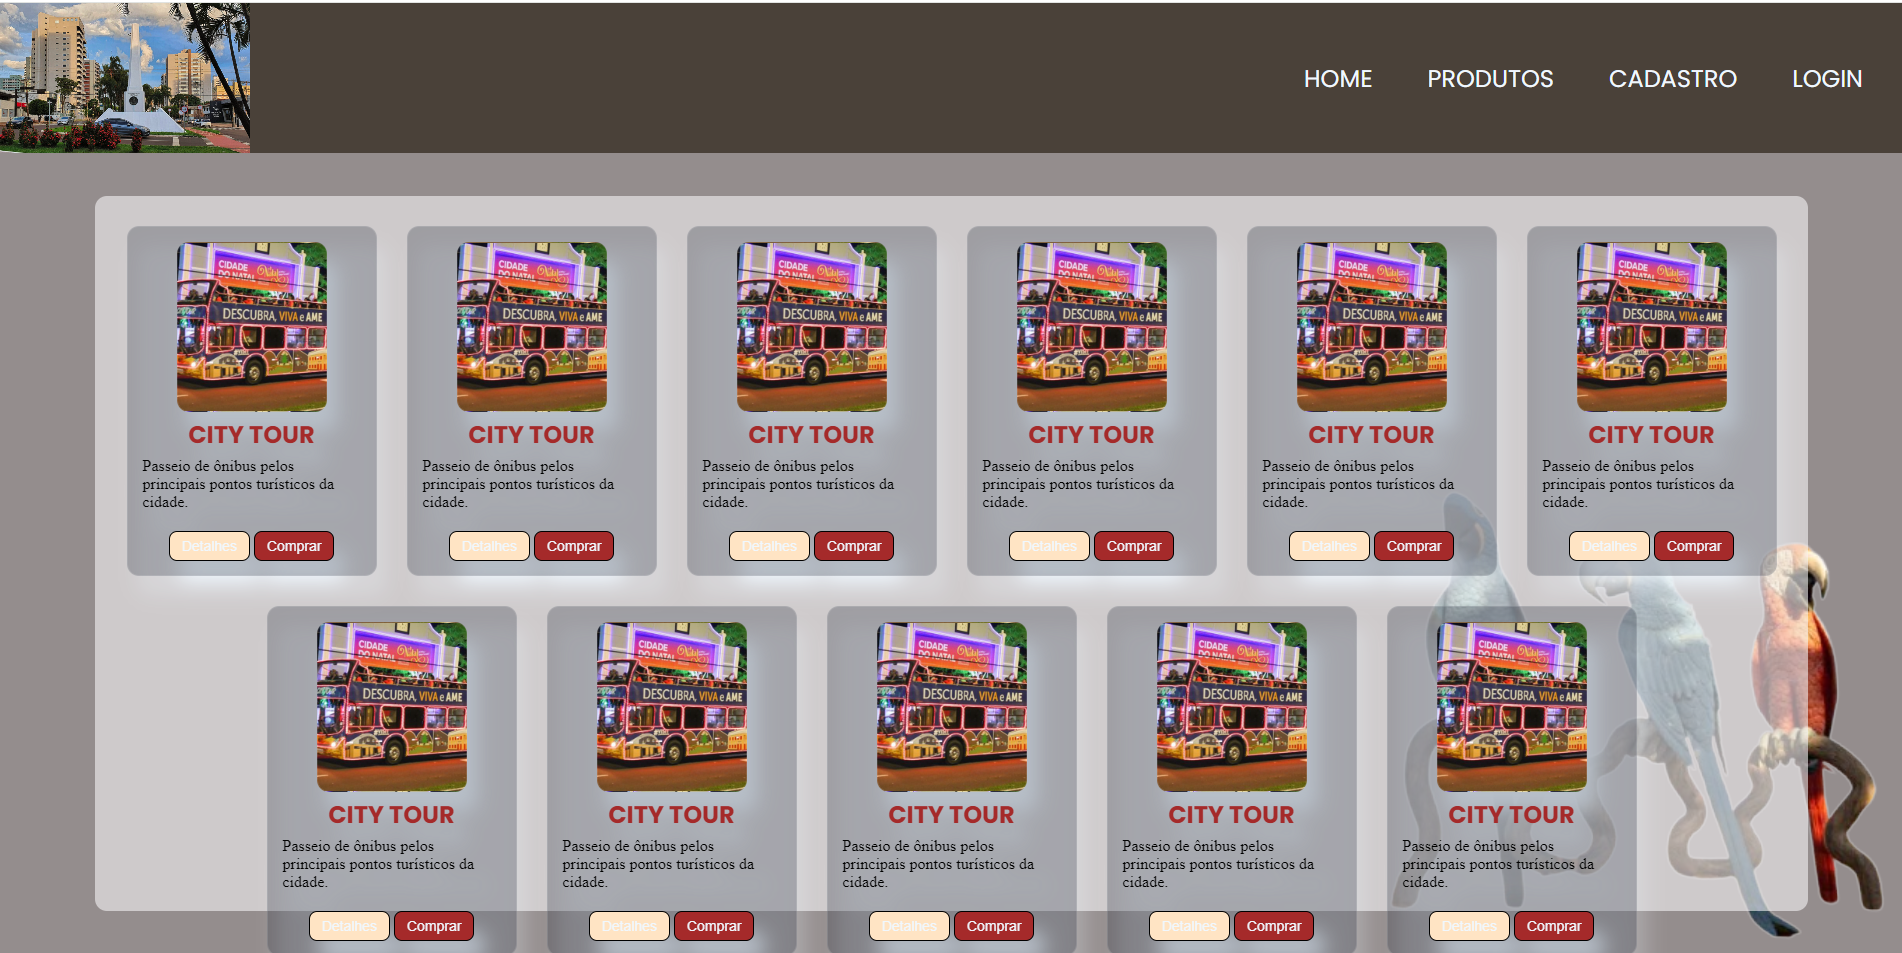 HOME PRODUTOS CADASTRO LOGIN
CIDADE
DO NATAL
DESCUBRA, VIVA e AME
CITY TOUR
Passeio de ônibus pelos
principais pontos turísticos da
cidade.
Detalhes Comprar
CIDADE
DO NATAL
DESCUBRA, VIVA e AME
CITY TOUR
Passeio de ônibus pelos
principais pontos turísticos da
cidade.
Detalhes Comprar
CIDADE
DO NATAL
DESCUBRA, VIVA e AME
CITY TOUR
Passeio de ônibus pelos
principais pontos turísticos da
cidade.
Detalhes Comprar
CIDADE
DO NATAL
DESCUBRA, VIVA e AME
CITY TOUR
Passeio de ônibus pelos
principais pontos turísticos da
cidade.
Detalhes Comprar
CIDADE
DO NATAL
DESCUBRA, VIVA e AME
CITY TOUR
Passeio de ônibus pelos
principais pontos turísticos da
cidade.
Detalhes Comprar
CIDADE
DO NATAL
DESCUBRA, VIVA e AME
CITY TOUR
Passeio de ônibus pelos
principais pontos turísticos da
cidade.
Detalhes Comprar
CIDADE
DO NATAL
DESCUBRA, VIVA e AME
CITY TOUR
Passeio de ônibus pelos
principais pontos turísticos da
cidade.
Detalhes Comprar
CIDADE
DO NATAL
DESCUBRA, VIVA e AME
CITY TOUR
Passeio de ônibus pelos
principais pontos turísticos da
cidade.
Detalhes Comprar
CIDADE
DO NATAL
DESCUBRA, VIVA e AME
CITY TOUR
Passeio de ônibus pelos
principais pontos turísticos da
cidade.
Detalhes Comprar
CIDADE
DO NATAL
DESCUBRA, VIVA e AME
CITY TOUR
Passeio de ônibus pelos
principais pontos turísticos da
cidade.
Detalhes Comprar
CIDADE
DO NATAL
DESCUBRA, VIVA e AME
CITY TOUR
Passeio de ônibus pelos
principais pontos turísticos da
cidade.
Detalhes Comprar